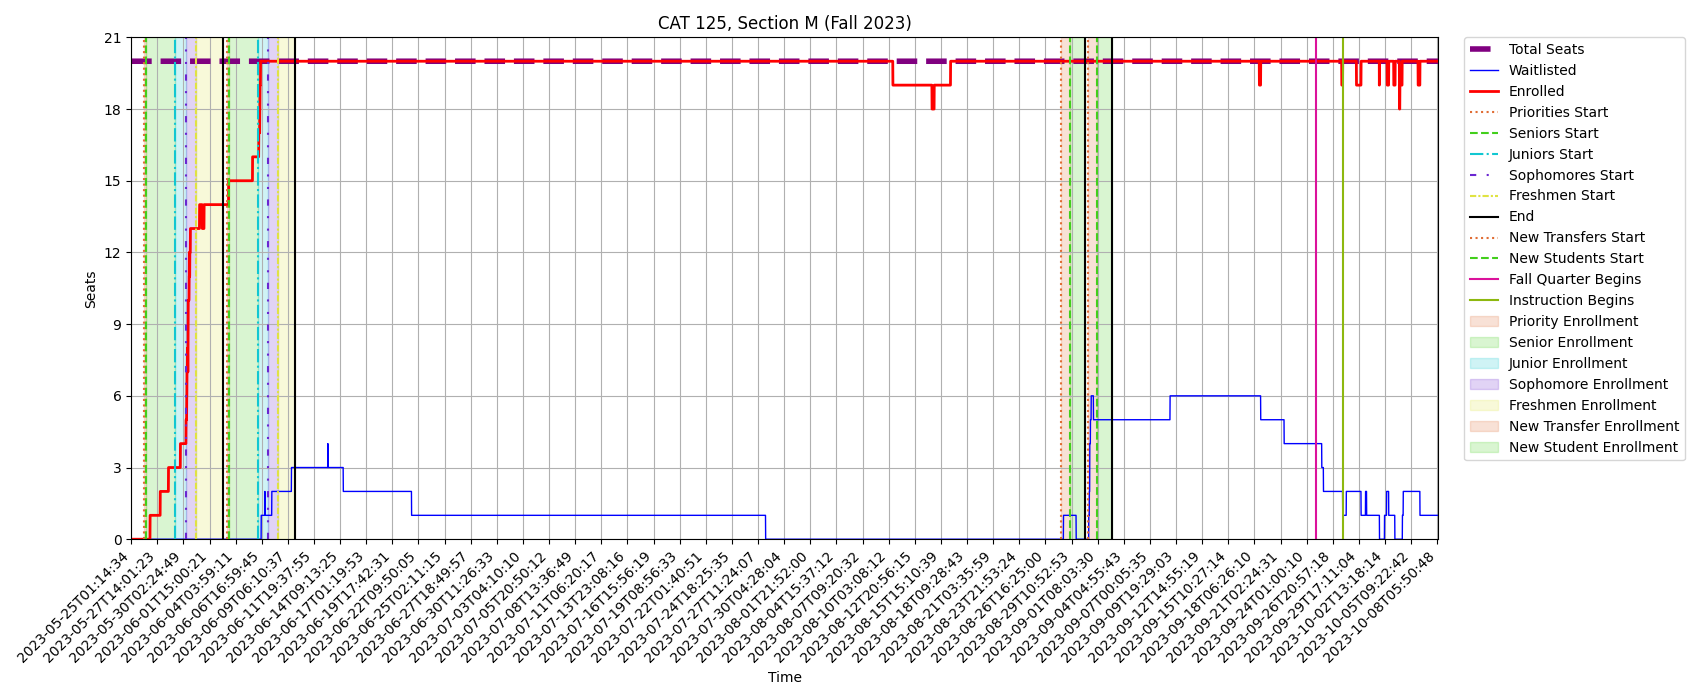 CAT 125, Section M (Fall 2023)
21
18
15
12
9
6
3
0
Seats
2023-05-25T01:14:34
2023-05-27T14:01:23
2023-05-30T02:24:49
2023-06-01T15:00:21
2023-06-04T03:59:11
2023-06-06T16:59:45
2023-06-09T06:10:37
2023-06-11T19:37:55
2023-06-14T09:13:25
2023-06-17T01:19:53
2023-06-19T17:42:31
2023-06-22T09:50:05
2023-06-25T02:11:15
2023-06-27T18:49:57
2023-06-30T11:26:33
2023-07-03T04:10:10
2023-07-05T20:50:12
2023-07-08T13:36:49
2023-07-11T06:20:17
2023-07-13T23:08:16
2023-07-16T15:56:19
2023-07-19T08:56:33
2023-07-22T01:40:51
2023-07-24T18:25:35
2023-07-27T11:24:07
2023-07-30T04:28:04
2023-08-01T21:52:00
2023-08-04T15:37:12
2023-08-07T09:20:32
2023-08-10T03:08:12
2023-08-12T20:56:15
2023-08-15T15:10:39
2023-08-18T09:28:43
2023-08-21T03:35:59
2023-08-23T21:53:24
2023-08-26T16:25:00
2023-08-29T10:52:53
2023-09-01T08:03:30
2023-09-04T04:55:43
2023-09-07T00:05:35
2023-09-09T19:29:03
2023-09-12T14:55:19
2023-09-15T10:27:14
2023-09-18T06:26:10
2023-09-21T02:24:31
2023-09-24T01:00:10
2023-09-26T20:57:18
2023-09-29T17:11:04
2023-10-02T13:18:14
2023-10-05T09:22:42
2023-10-08T05:50:48
Time
Total Seats
Waitlisted
Enrolled
Priorities Start
Seniors Start
Juniors Start
Sophomores Start
Freshmen Start
End
New Transfers Start
New Students Start
Fall Quarter Begins
Instruction Begins
Priority Enrollment
Senior Enrollment
Junior Enrollment
Sophomore Enrollment
Freshmen Enrollment
New Transfer Enrollment
New Student Enrollment